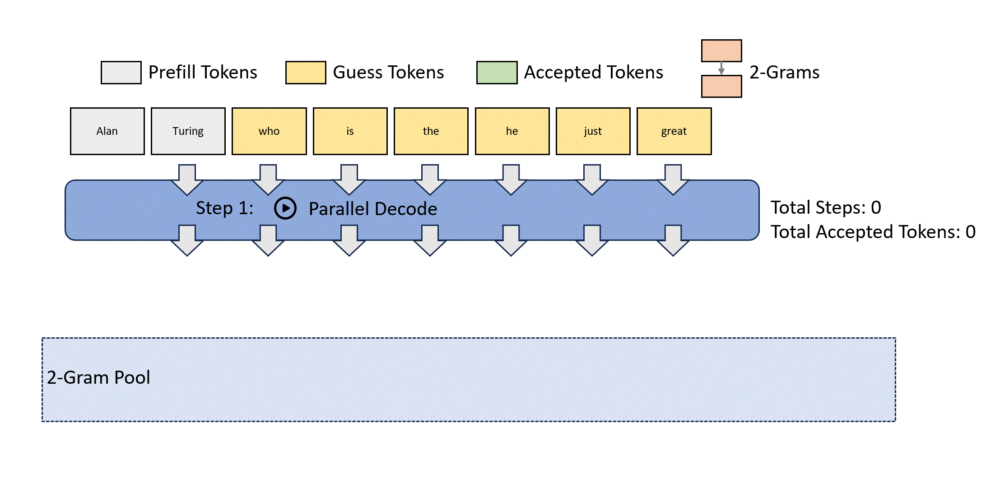 Prefill Tokens Guess Tokens Accepted Tokens 2-Grams
Alan Turing who is the he just great
Step 1: Parallel Decode
Total Steps: 0
Total Accepted Tokens: 0
2-Gram Pool